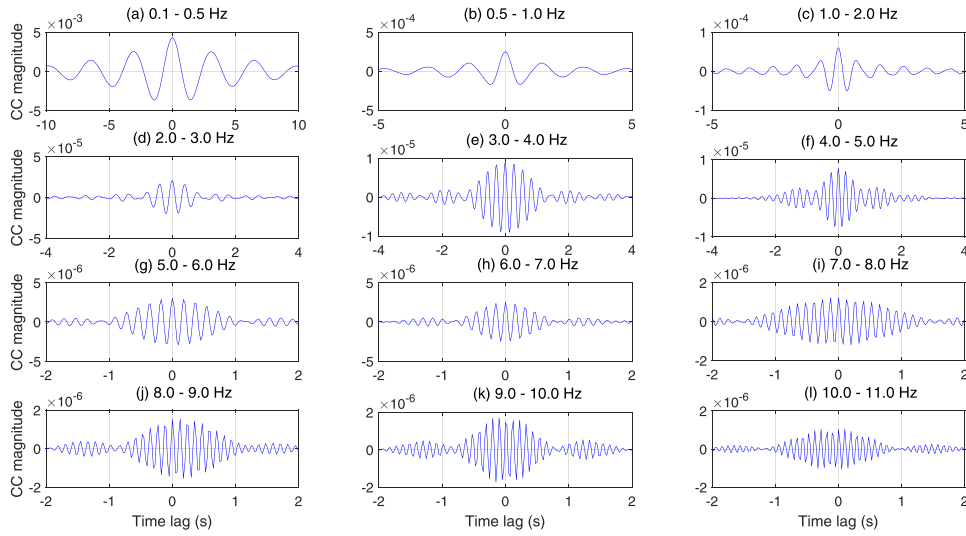 (a) 0.1 - 0.5 Hz
(b) 0.5 - 1.0 Hz
(c) 1.0 - 2.0 Hz
×10⁻³
×10⁻⁴
×10⁻⁴
CC magnitude
5
0
-5
-10 -5 0 5 10
5
0
-5
-5 0 5
1
0
-1
-5 0 5
(d) 2.0 - 3.0 Hz
(e) 3.0 - 4.0 Hz
(f) 4.0 - 5.0 Hz
×10⁻⁵
×10⁻⁵
×10⁻⁵
CC magnitude
5
0
-5
-4 -2 0 2 4
1
0
-1
-4 -2 0 2 4
1
0
-1
-4 -2 0 2 4
(g) 5.0 - 6.0 Hz
(h) 6.0 - 7.0 Hz
(i) 7.0 - 8.0 Hz
×10⁻⁶
×10⁻⁶
×10⁻⁶
CC magnitude
5
0
-5
-2 -1 0 1 2
5
0
-5
-2 -1 0 1 2
2
0
-2
-2 -1 0 1 2
(j) 8.0 - 9.0 Hz
(k) 9.0 - 10.0 Hz
(l) 10.0 - 11.0 Hz
×10⁻⁶
×10⁻⁶
×10⁻⁶
CC magnitude
2
0
-2
-2 -1 0 1 2
2
0
-2
-2 -1 0 1 2
2
0
-2
-2 -1 0 1 2
Time lag (s)
Time lag (s)
Time lag (s)